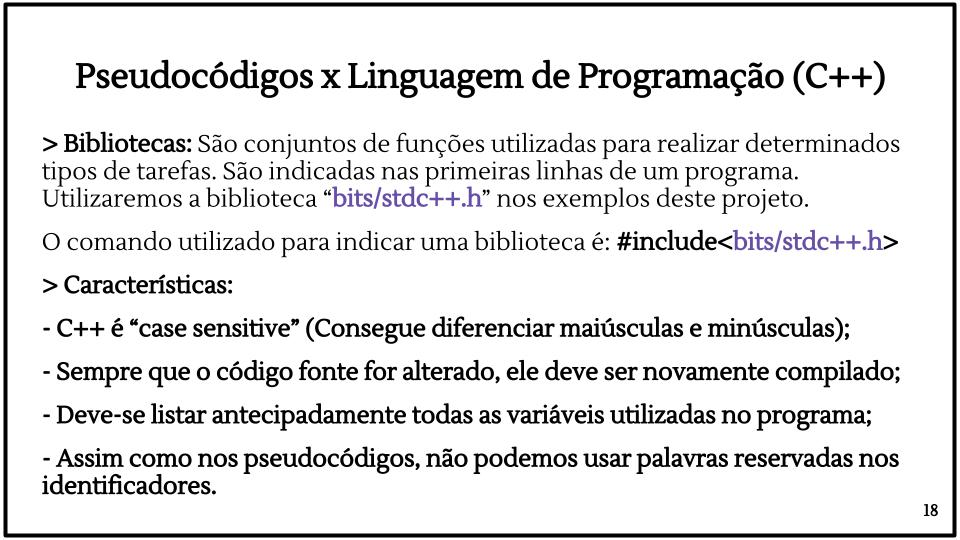 Pseudocódigos x Linguagem de Programação (C++)
> Bibliotecas: São conjuntos de funções utilizadas para realizar determinados
tipos de tarefas. São indicadas nas primeiras linhas de um programa.
Utilizaremos a biblioteca “bits/stdc++.h” nos exemplos deste projeto.
O comando utilizado para indicar uma biblioteca é: #include<bits/stdc++.h>
> Características:
- C++ é “case sensitive” (Consegue diferenciar maiúsculas e minúsculas);
- Sempre que o código fonte for alterado, ele deve ser novamente compilado;
- Deve-se listar antecipadamente todas as variáveis utilizadas no programa;
- Assim como nos pseudocódigos, não podemos usar palavras reservadas nos
identificadores.
18